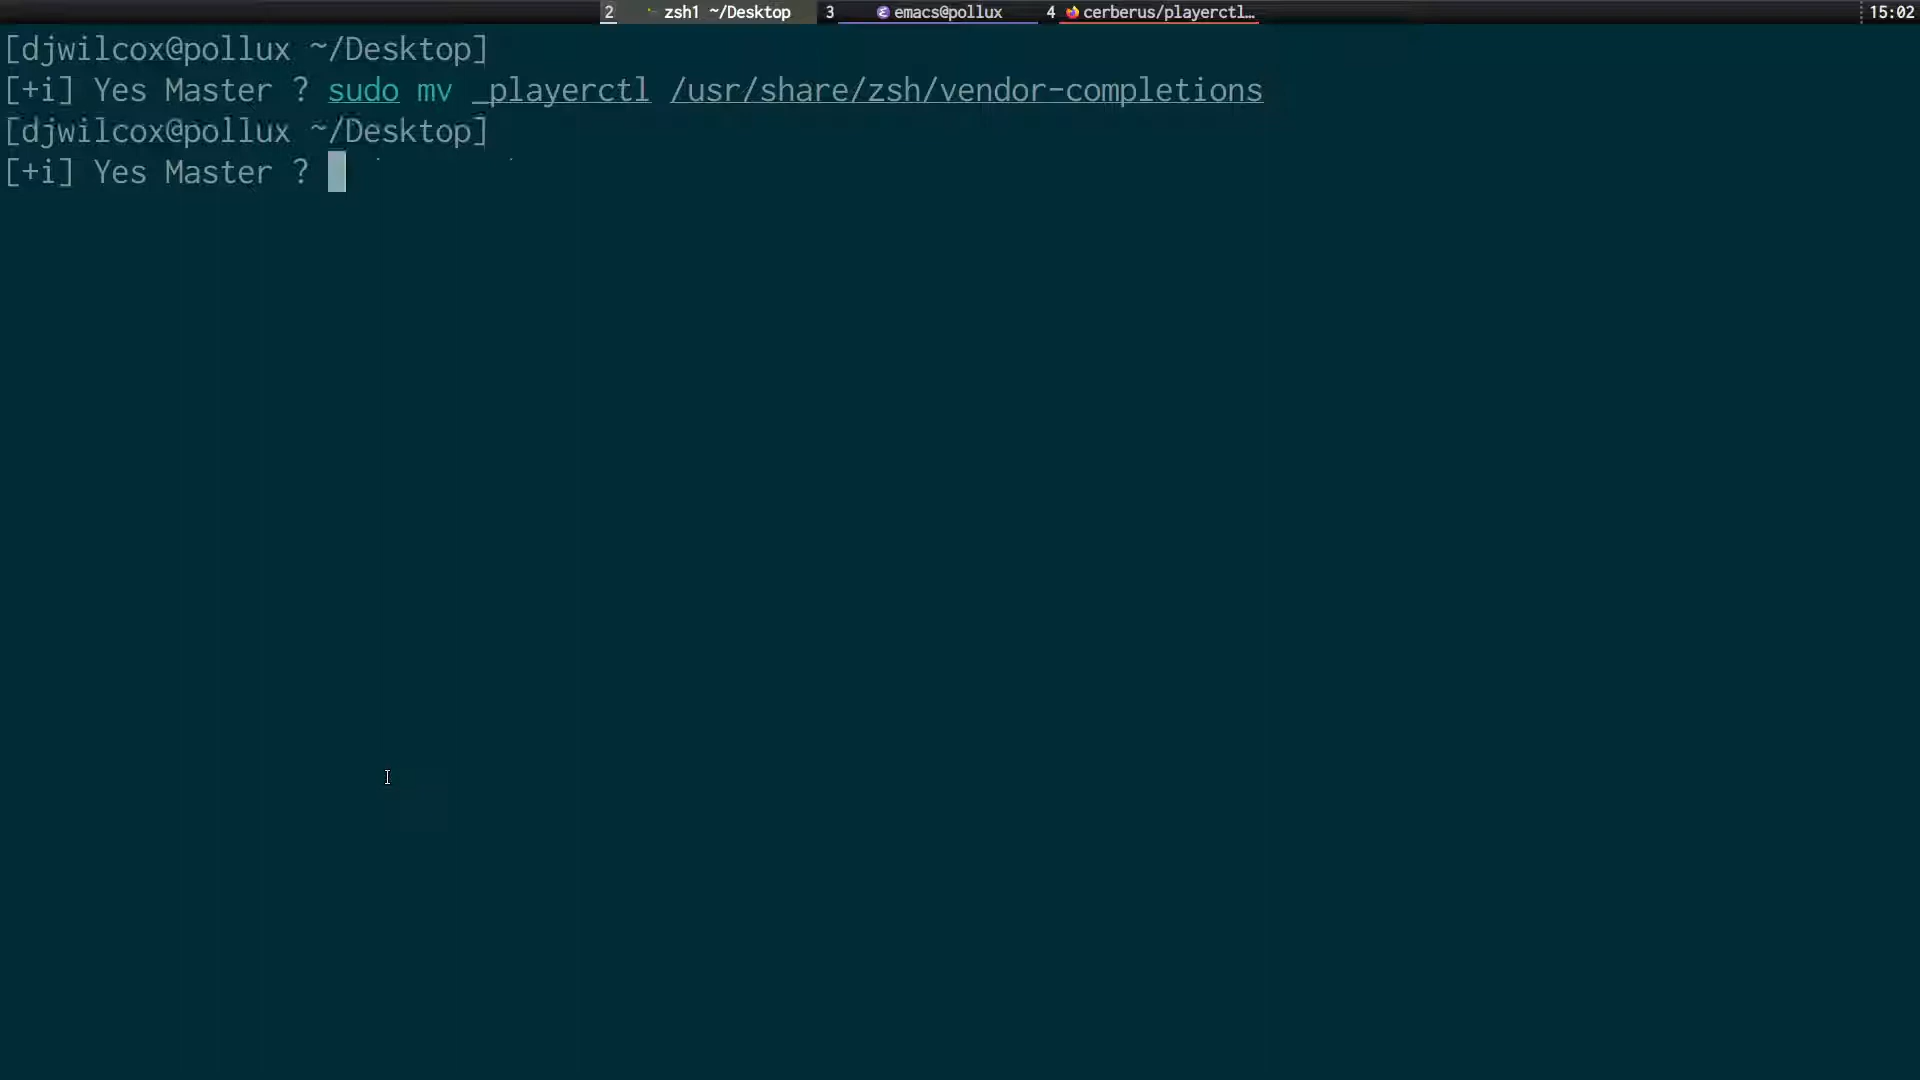 2 zsh1 ~/Desktop 3 emacs@pollux 4 cerberus/playerctl… 15:02
[djwilcox@pollux ~/Desktop]
[+i] Yes Master ? sudo mv _playerctl /usr/share/zsh/vendor-completions
[djwilcox@pollux ~/Desktop]
[+i] Yes Master ?